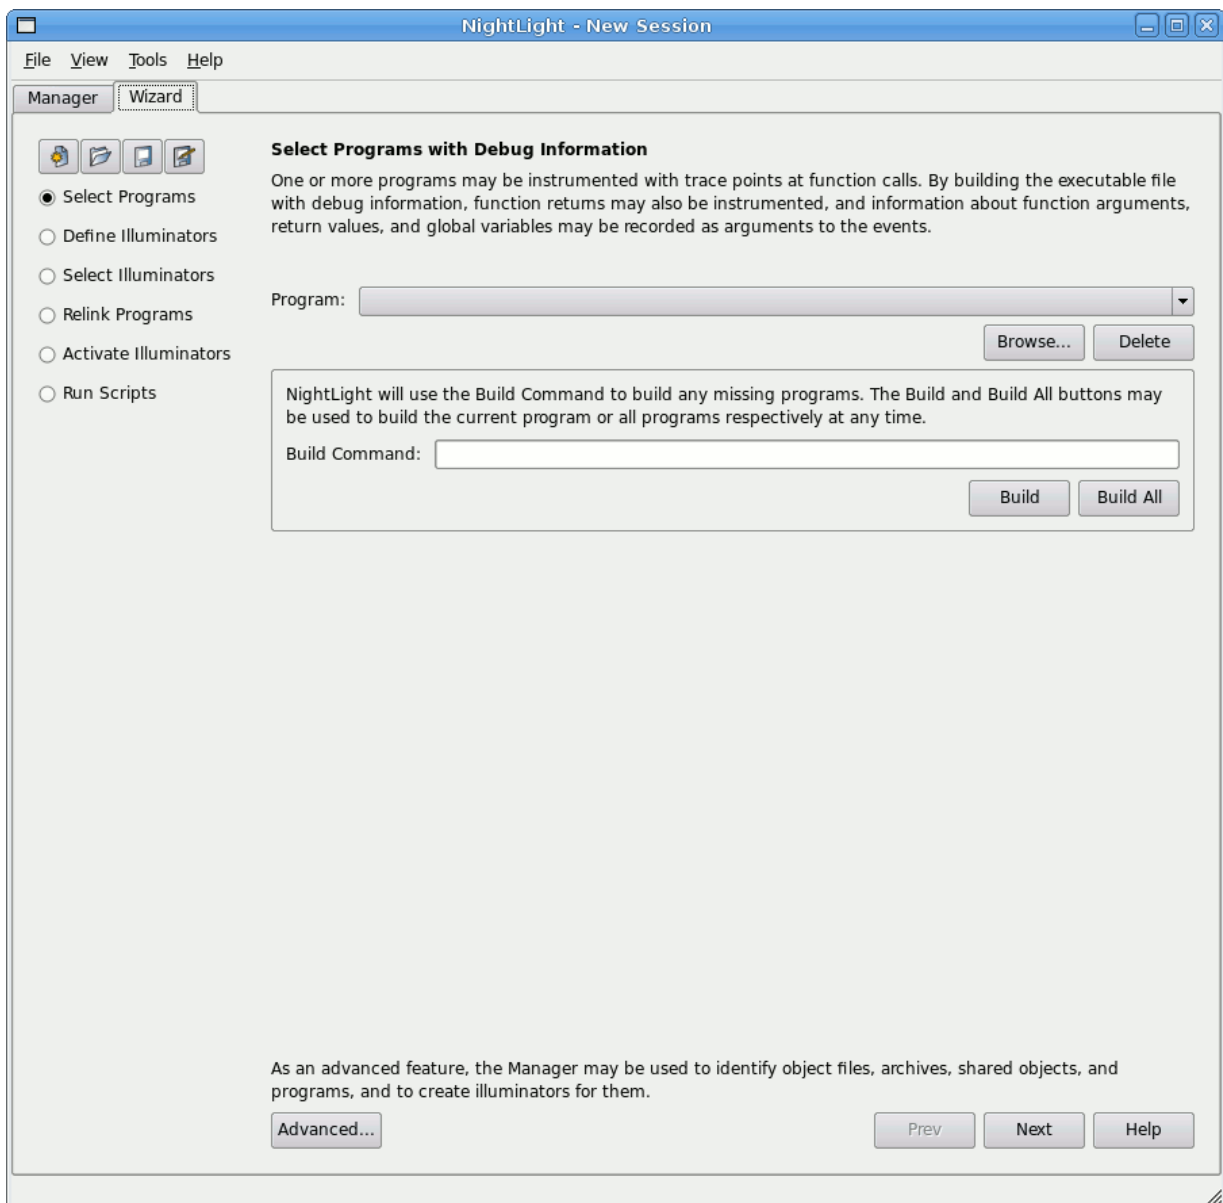 NightLight - New Session
File View Tools Help
Manager Wizard
Select Programs with Debug Information
One or more programs may be instrumented with trace points at function calls. By building the executable file
with debug information, function returns may also be instrumented, and information about function arguments,
return values, and global variables may be recorded as arguments to the events.
Select Programs
Define Illuminators
Select Illuminators
Relink Programs
Activate Illuminators
Run Scripts
Program:
Browse... Delete
NightLight will use the Build Command to build any missing programs. The Build and Build All buttons may
be used to build the current program or all programs respectively at any time.
Build Command:
Build Build All
As an advanced feature, the Manager may be used to identify object files, archives, shared objects, and
programs, and to create illuminators for them.
Advanced... Prev Next Help